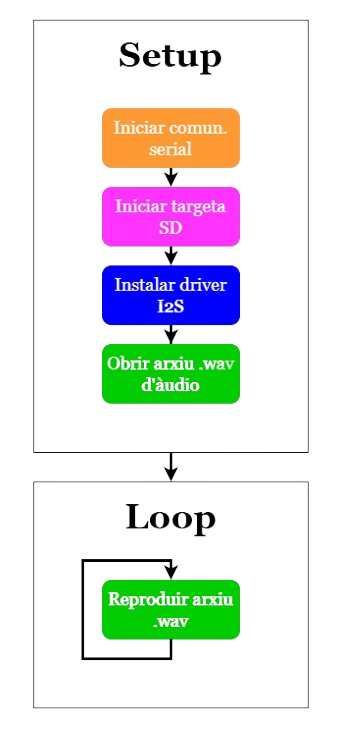 Setup
Iniciar comun.
serial
Iniciar targeta
SD
Instalar driver
I2S
Obrir arxiu .wav
d'àudio
Loop
Reproduir arxiu
.wav